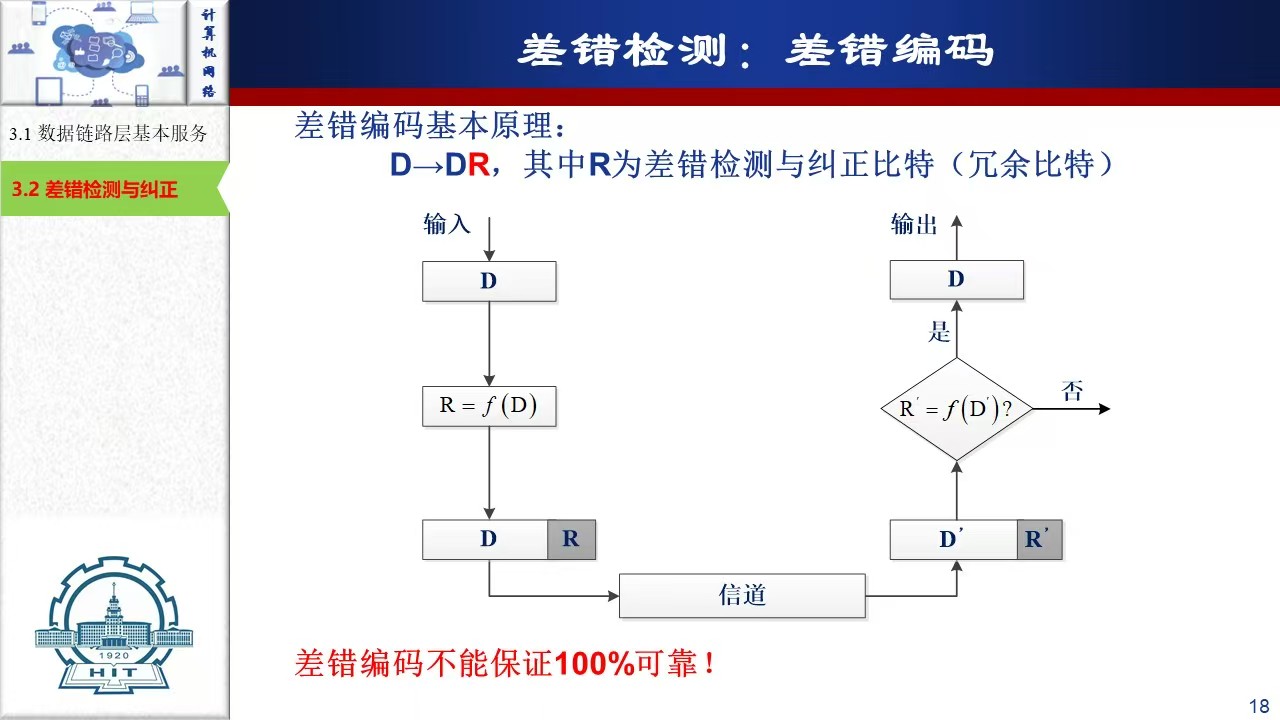 计算机网络
差错检测：差错编码
3.1 数据链路层基本服务
3.2 差错检测与纠正
差错编码基本原理：
D→DR，其中R为差错检测与纠正比特（冗余比特）
输入
D
R = f(D)
D R
信道
D’ R’
R′ = f(D′)?
否
是
D
输出
差错编码不能保证100%可靠！
1920
HIT
18